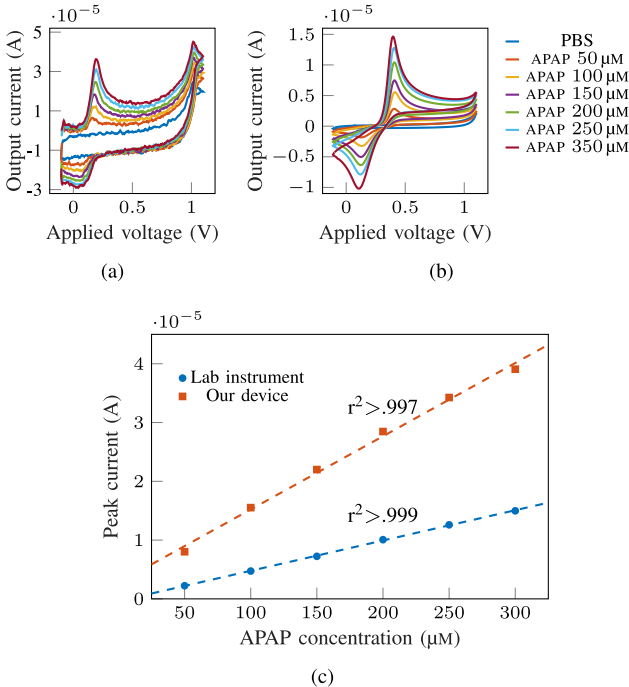 ·10⁻⁵
5
3
1
-1
-3
0
0.5
1
Output current (A)
Applied voltage (V)
(a)
·10⁻⁵
1.5
1
0.5
0
−0.5
−1
0
0.5
1
Output current (A)
Applied voltage (V)
(b)
PBS
APAP 50 µM
APAP 100 µM
APAP 150 µM
APAP 200 µM
APAP 250 µM
APAP 350 µM
·10⁻⁵
4
3
2
1
0
Peak current (A)
Lab instrument
Our device
r²>.997
r²>.999
50
100
150
200
250
300
APAP concentration (µM)
(c)